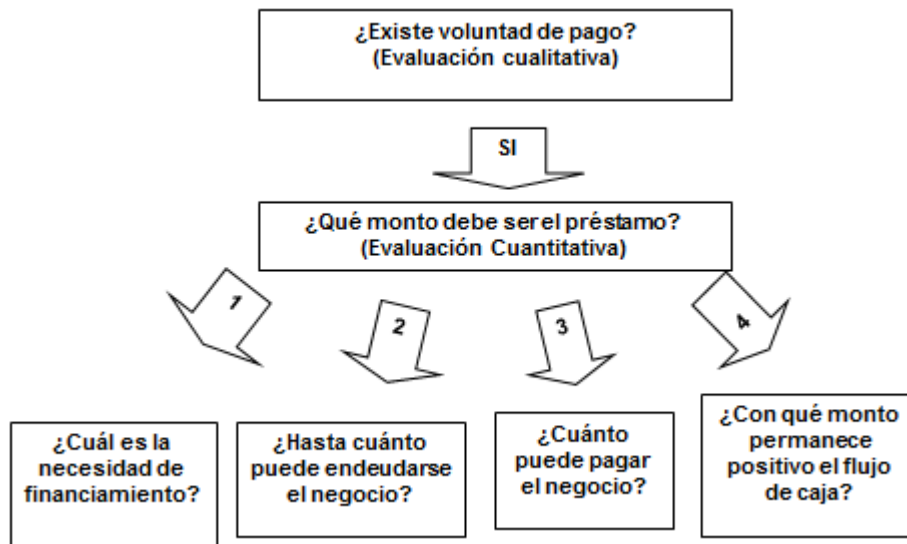 ¿Existe voluntad de pago?
(Evaluación cualitativa)
SI
¿Qué monto debe ser el préstamo?
(Evaluación Cuantitativa)
1
2
3
4
¿Cuál es la
necesidad de
financiamiento?
¿Hasta cuánto
puede endeudarse
el negocio?
¿Cuánto
puede pagar
el negocio?
¿Con qué monto
permanece
positivo el flujo
de caja?